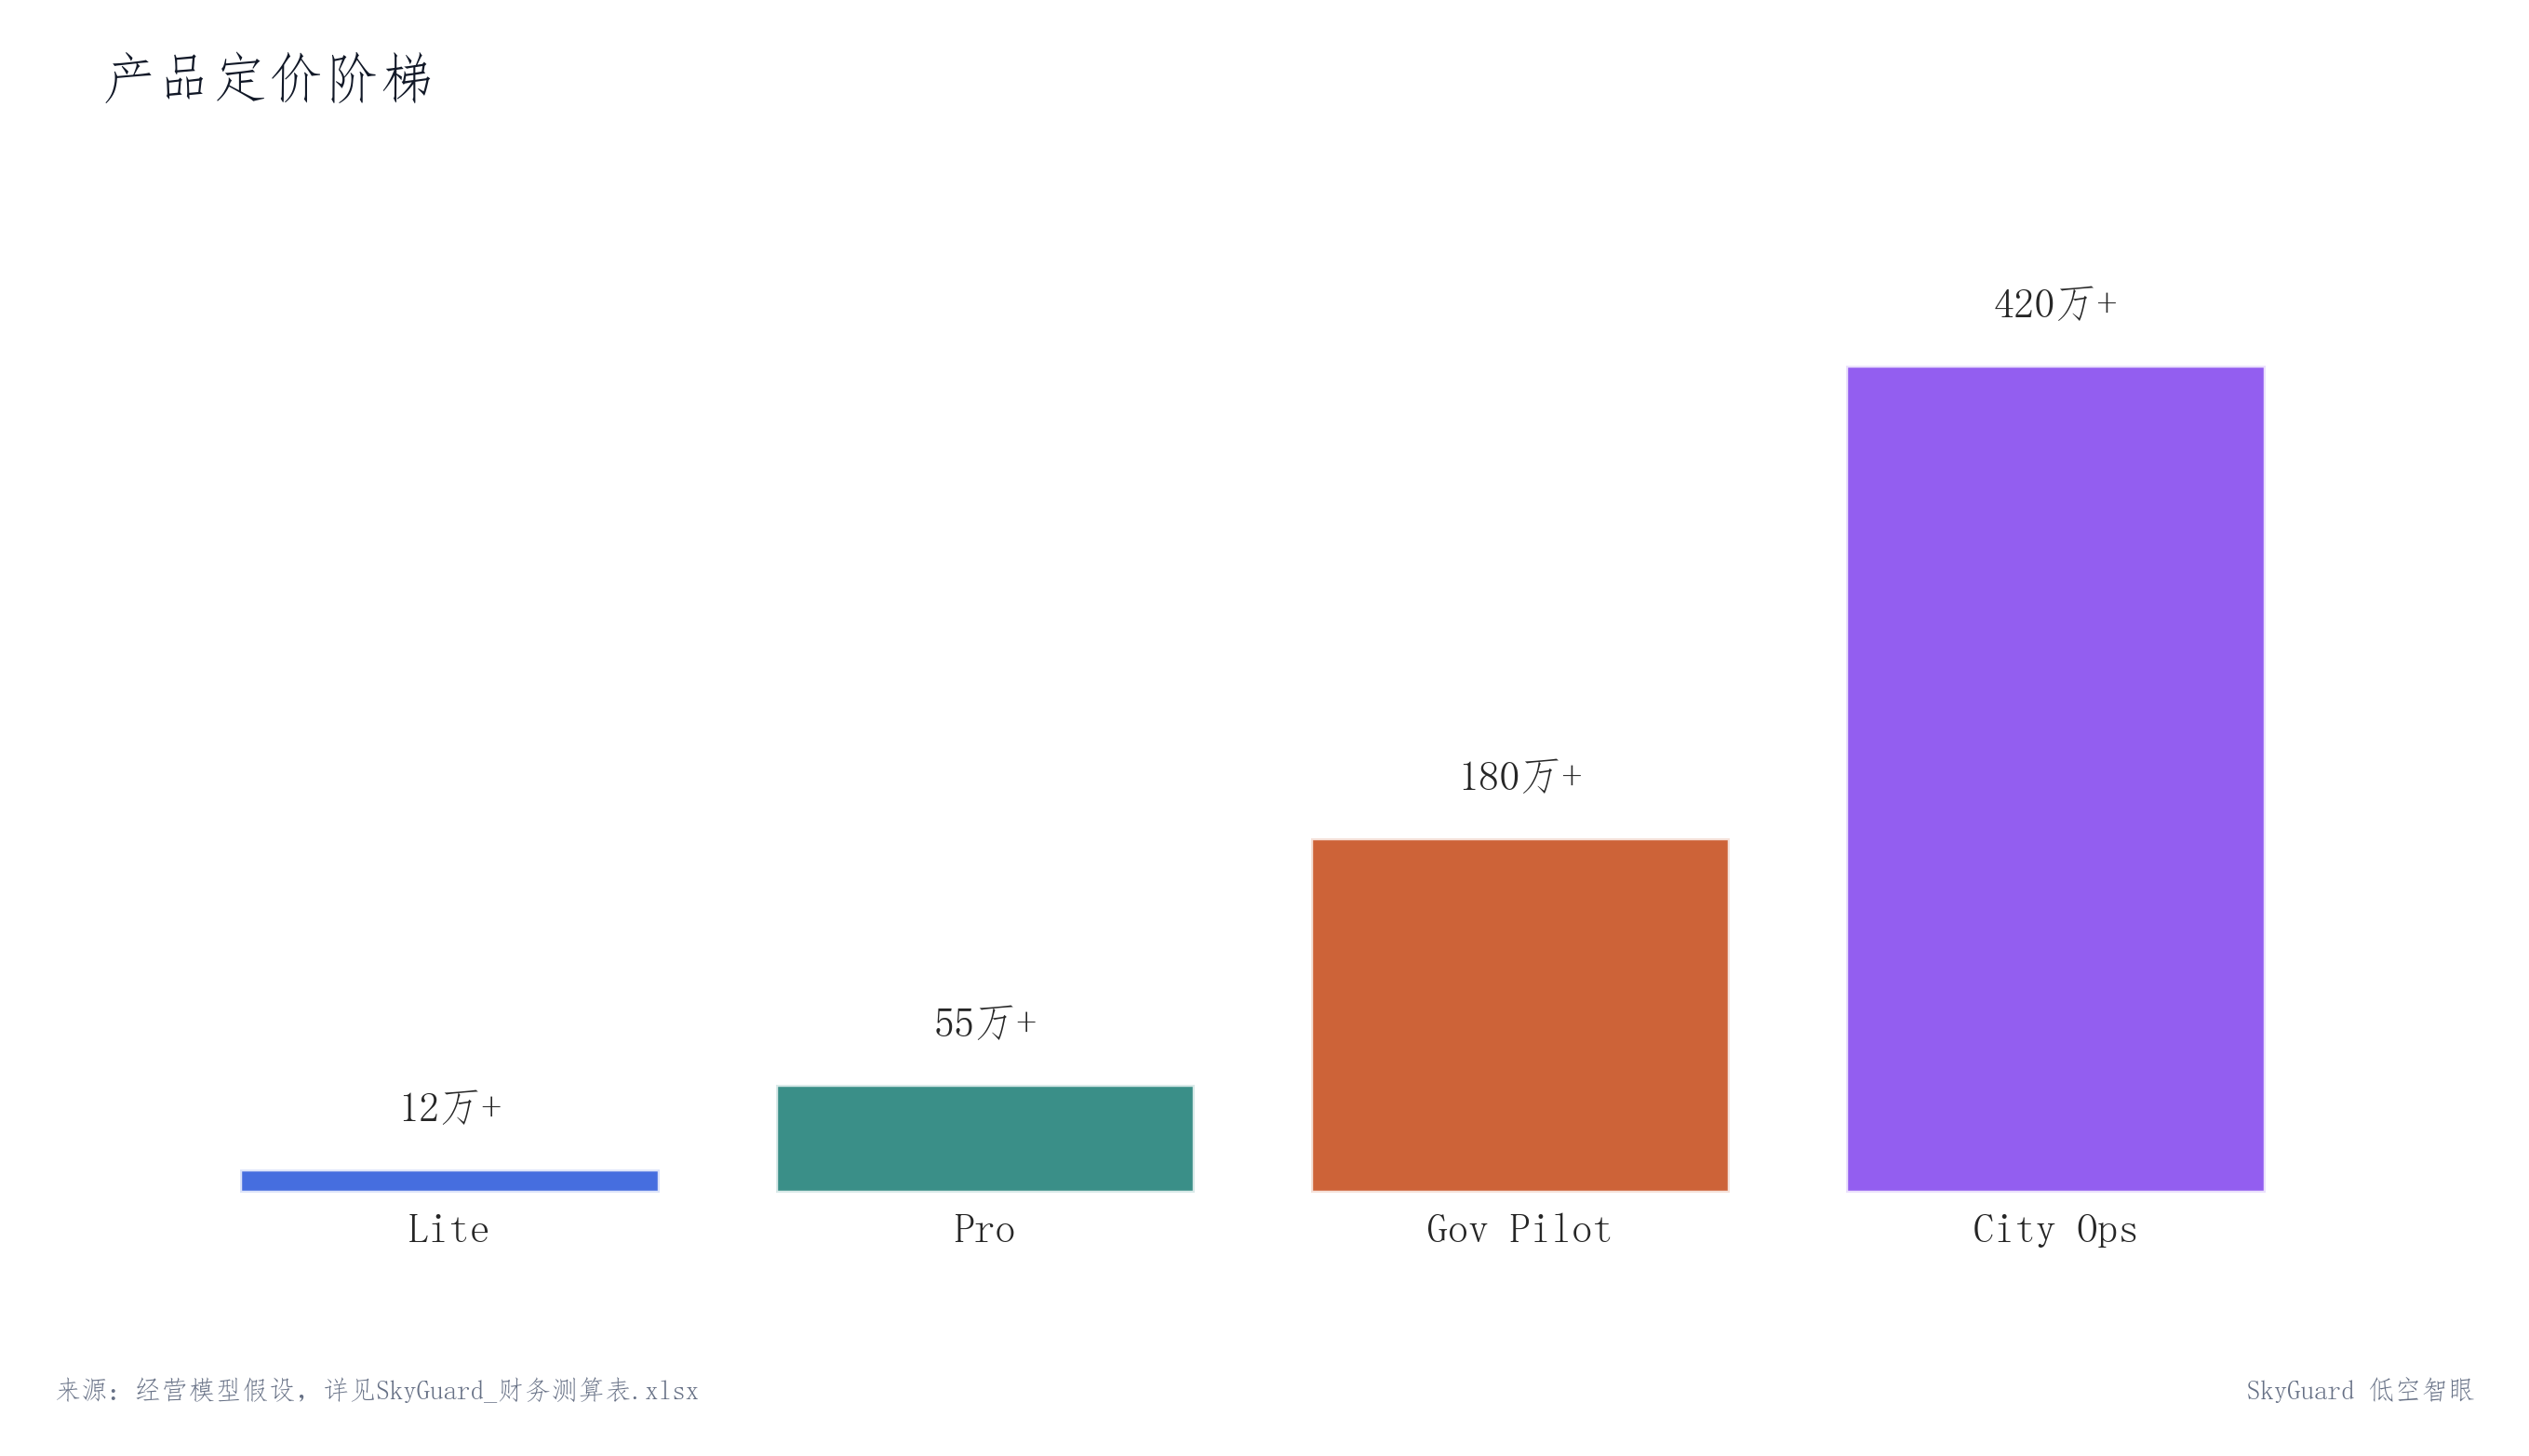 产品定价阶梯
420万+
180万+
55万+
12万+
Lite
Pro
Gov Pilot
City Ops
来源：经营模型假设，详见SkyGuard_财务测算表.xlsx
SkyGuard 低空智眼